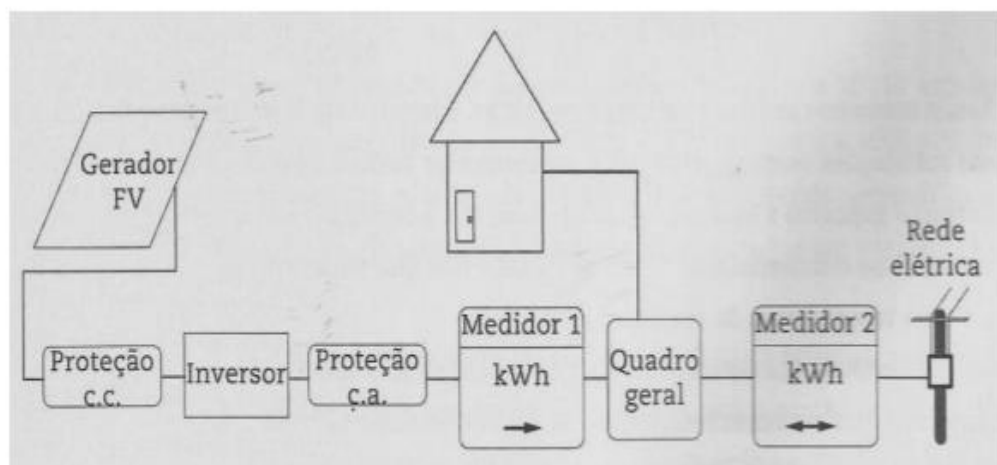 Gerador
FV
Rede
elétrica
Proteção
c.c.
Inversor
Proteção
c.a.
Medidor 1
kWh
Quadro
geral
Medidor 2
kWh